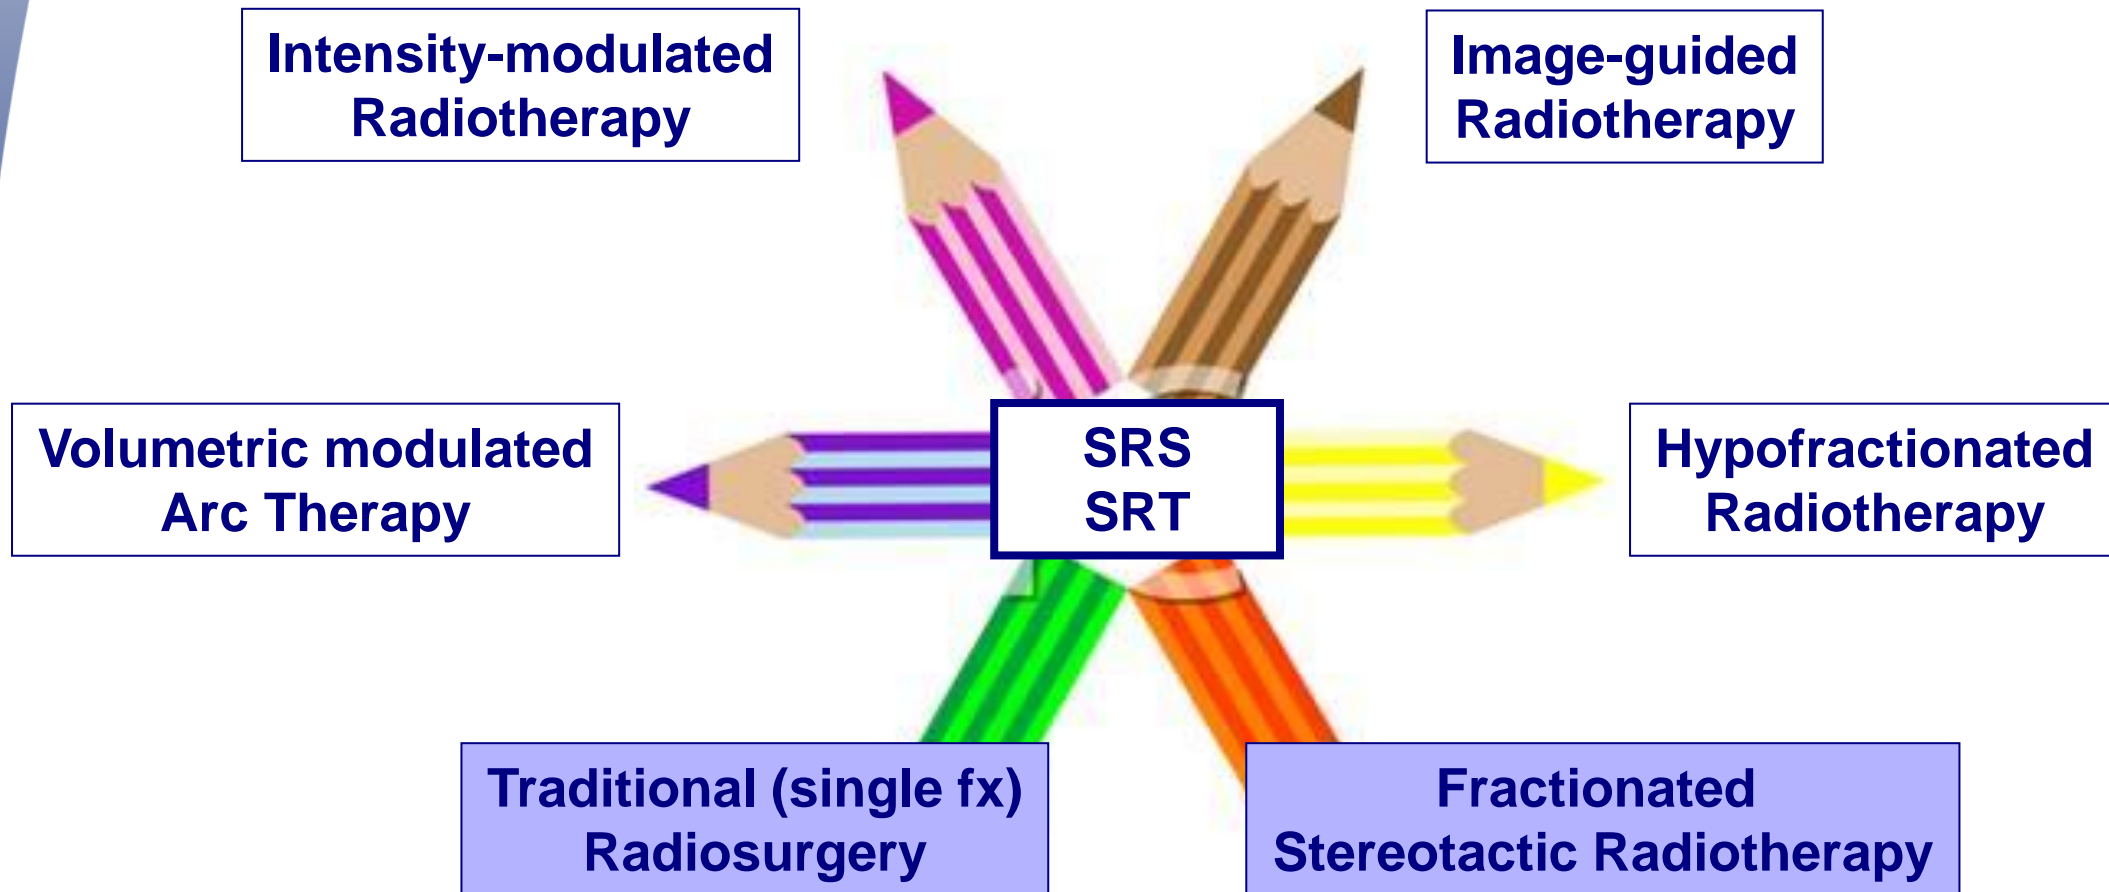 Intensity-modulated
Radiotherapy
Image-guided
Radiotherapy
Volumetric modulated
Arc Therapy
SRS
SRT
Hypofractionated
Radiotherapy
Traditional (single fx)
Radiosurgery
Fractionated
Stereotactic Radiotherapy